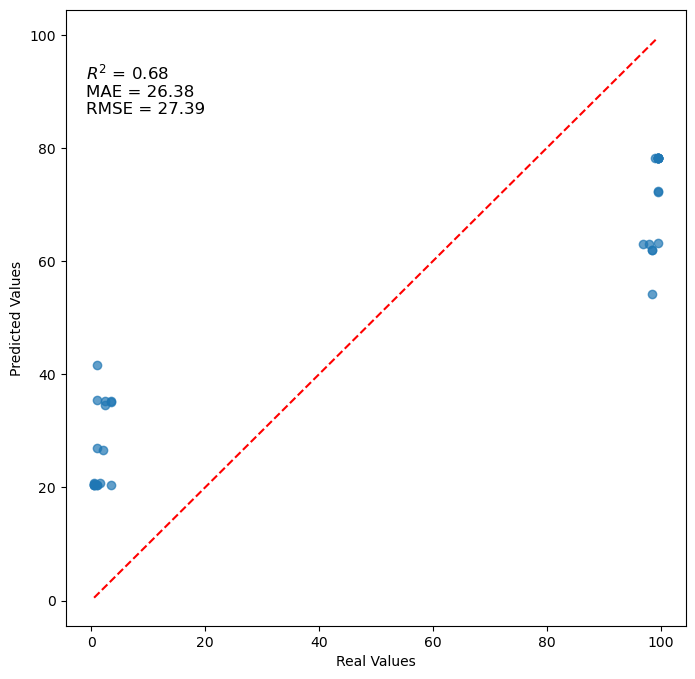 100
80
60
40
20
0
Predicted Values
R² = 0.68
MAE = 26.38
RMSE = 27.39
0 20 40 60 80 100
Real Values